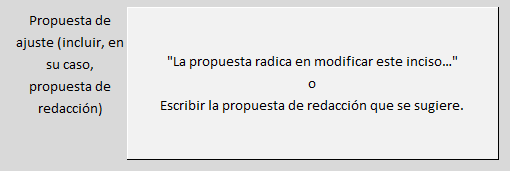 Propuesta de
ajuste (incluir, en
su caso,
propuesta de
redacción)
"La propuesta radica en modificar este inciso…"
o
Escribir la propuesta de redacción que se sugiere.